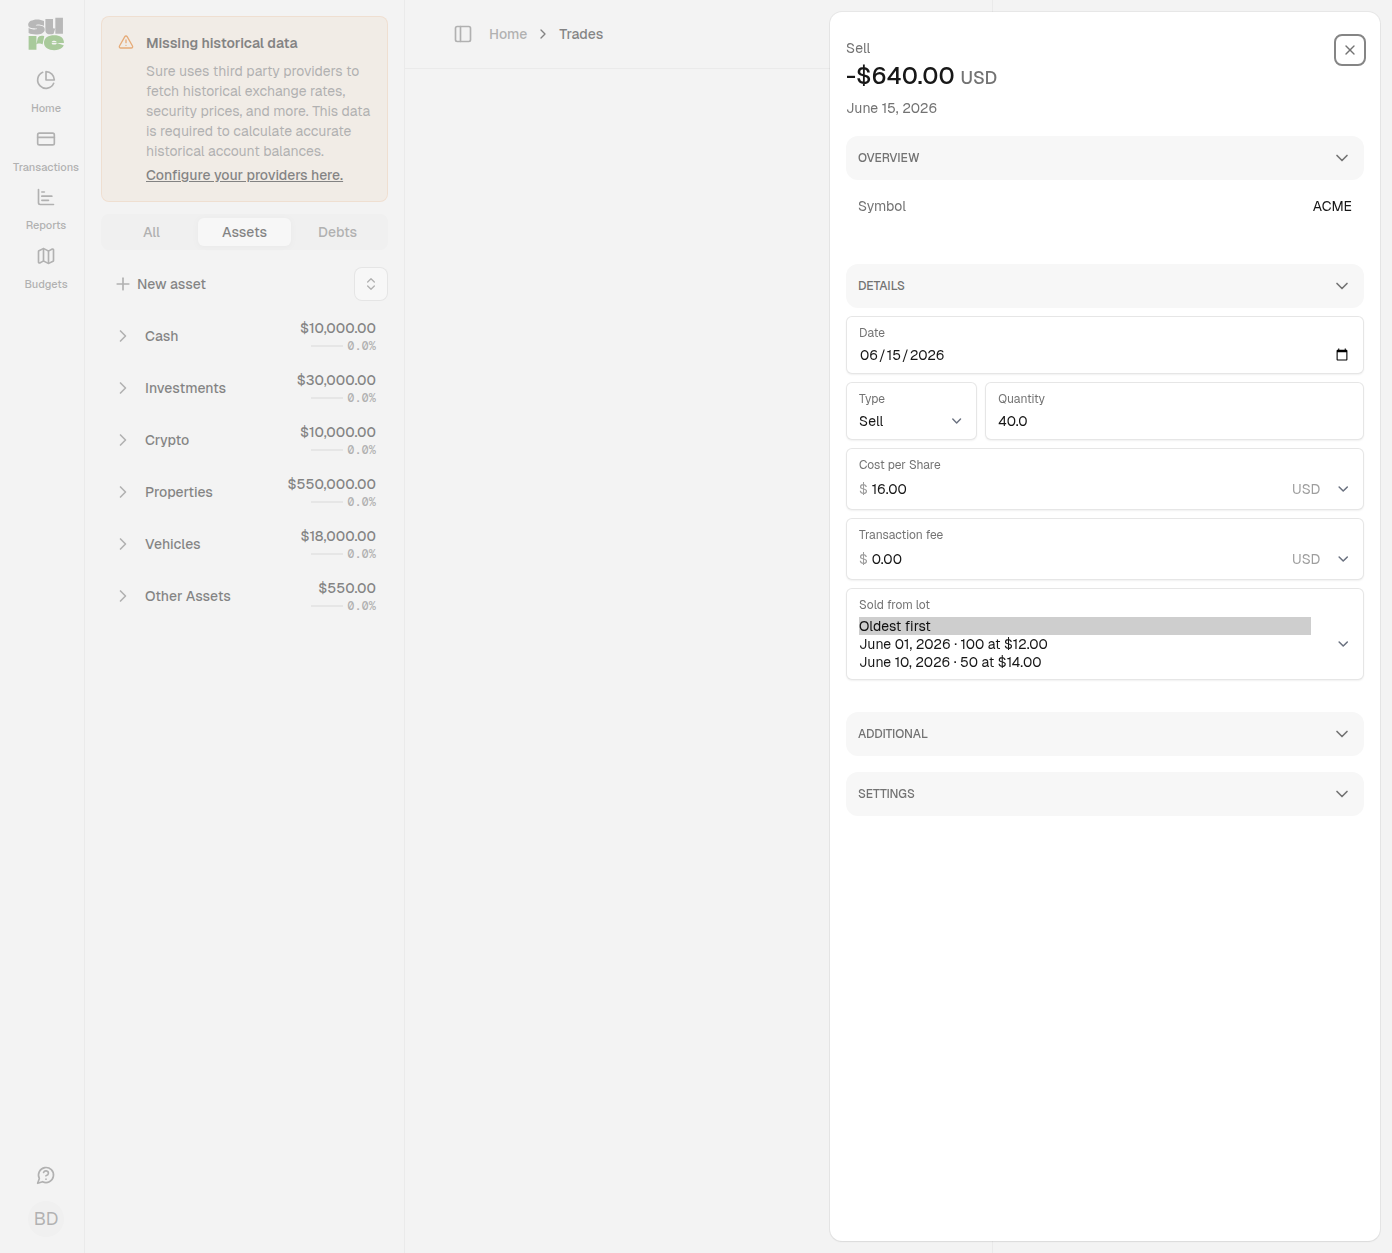 sure
Home
Transactions
Reports
Budgets
BD
Missing historical data
Sure uses third party providers to
fetch historical exchange rates,
security prices, and more. This data
is required to calculate accurate
historical account balances.
Configure your providers here.
All
Assets
Debts
New asset
Cash
$10,000.00
0.0%
Investments
$30,000.00
0.0%
Crypto
$10,000.00
0.0%
Properties
$550,000.00
0.0%
Vehicles
$18,000.00
0.0%
Other Assets
$550.00
0.0%
Home
Trades
Sell
-$640.00 USD
June 15, 2026
OVERVIEW
Symbol
ACME
DETAILS
Date
06/15/2026
Type
Sell
Quantity
40.0
Cost per Share
$ 16.00
USD
Transaction fee
$ 0.00
USD
Sold from lot
Oldest first
June 01, 2026 · 100 at $12.00
June 10, 2026 · 50 at $14.00
ADDITIONAL
SETTINGS